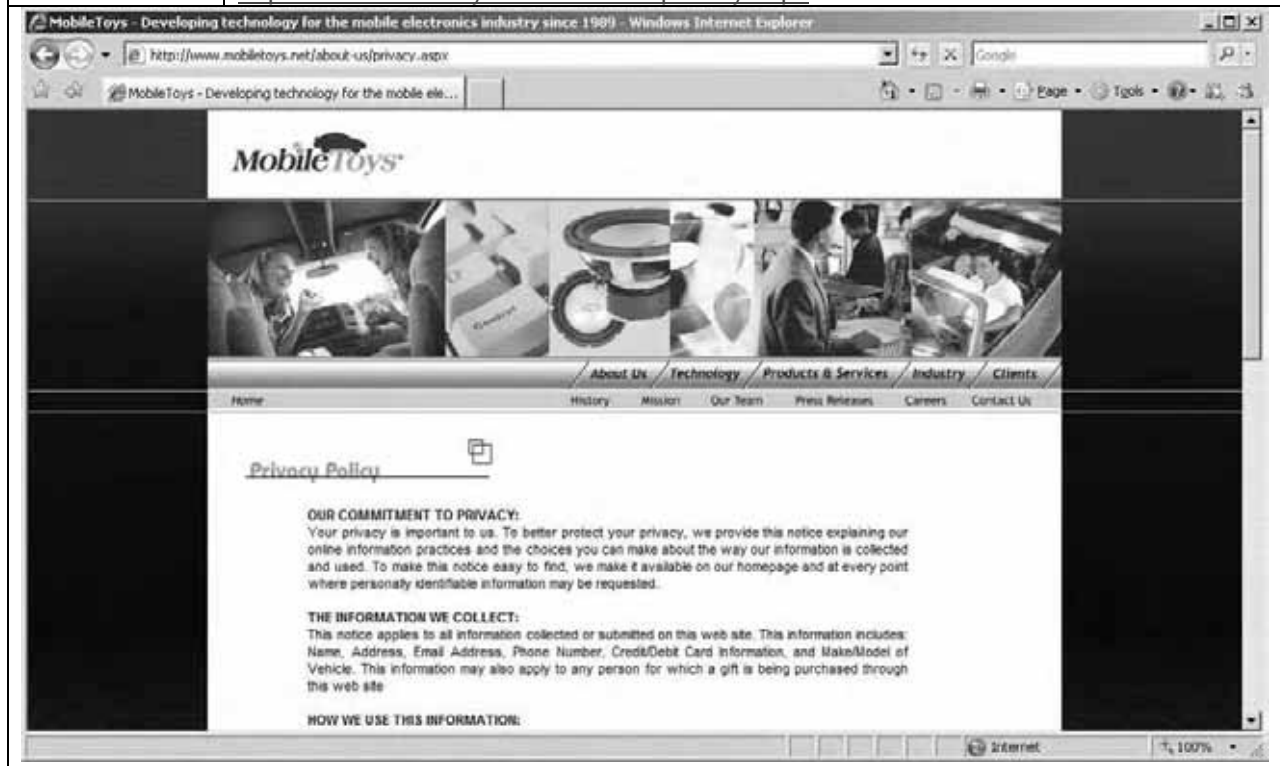 MobileToys - Developing technology for the mobile electronics industry since 1989 - Windows Internet Explorer
http://www.mobiletoys.net/about-us/privacy.aspx
Google
MobileToys - Developing technology for the mobile ele...
Page
Tools
MobileToys
About Us / Technology / Products & Services / Industry / Clients
Home History Mission Our Team Press Releases Careers Contact Us
Privacy Policy
OUR COMMITMENT TO PRIVACY:
Your privacy is important to us. To better protect your privacy, we provide this notice explaining our
online information practices and the choices you can make about the way our information is collected
and used. To make this notice easy to find, we make it available on our homepage and at every point
where personally identifiable information may be requested.
THE INFORMATION WE COLLECT:
This notice applies to all information collected or submitted on this web site. This information includes:
Name, Address, Email Address, Phone Number, Credit/Debit Card Information, and Make/Model of
Vehicle. This information may also apply to any person for which a gift is being purchased through
this web site
HOW WE USE THIS INFORMATION:
Internet
100%